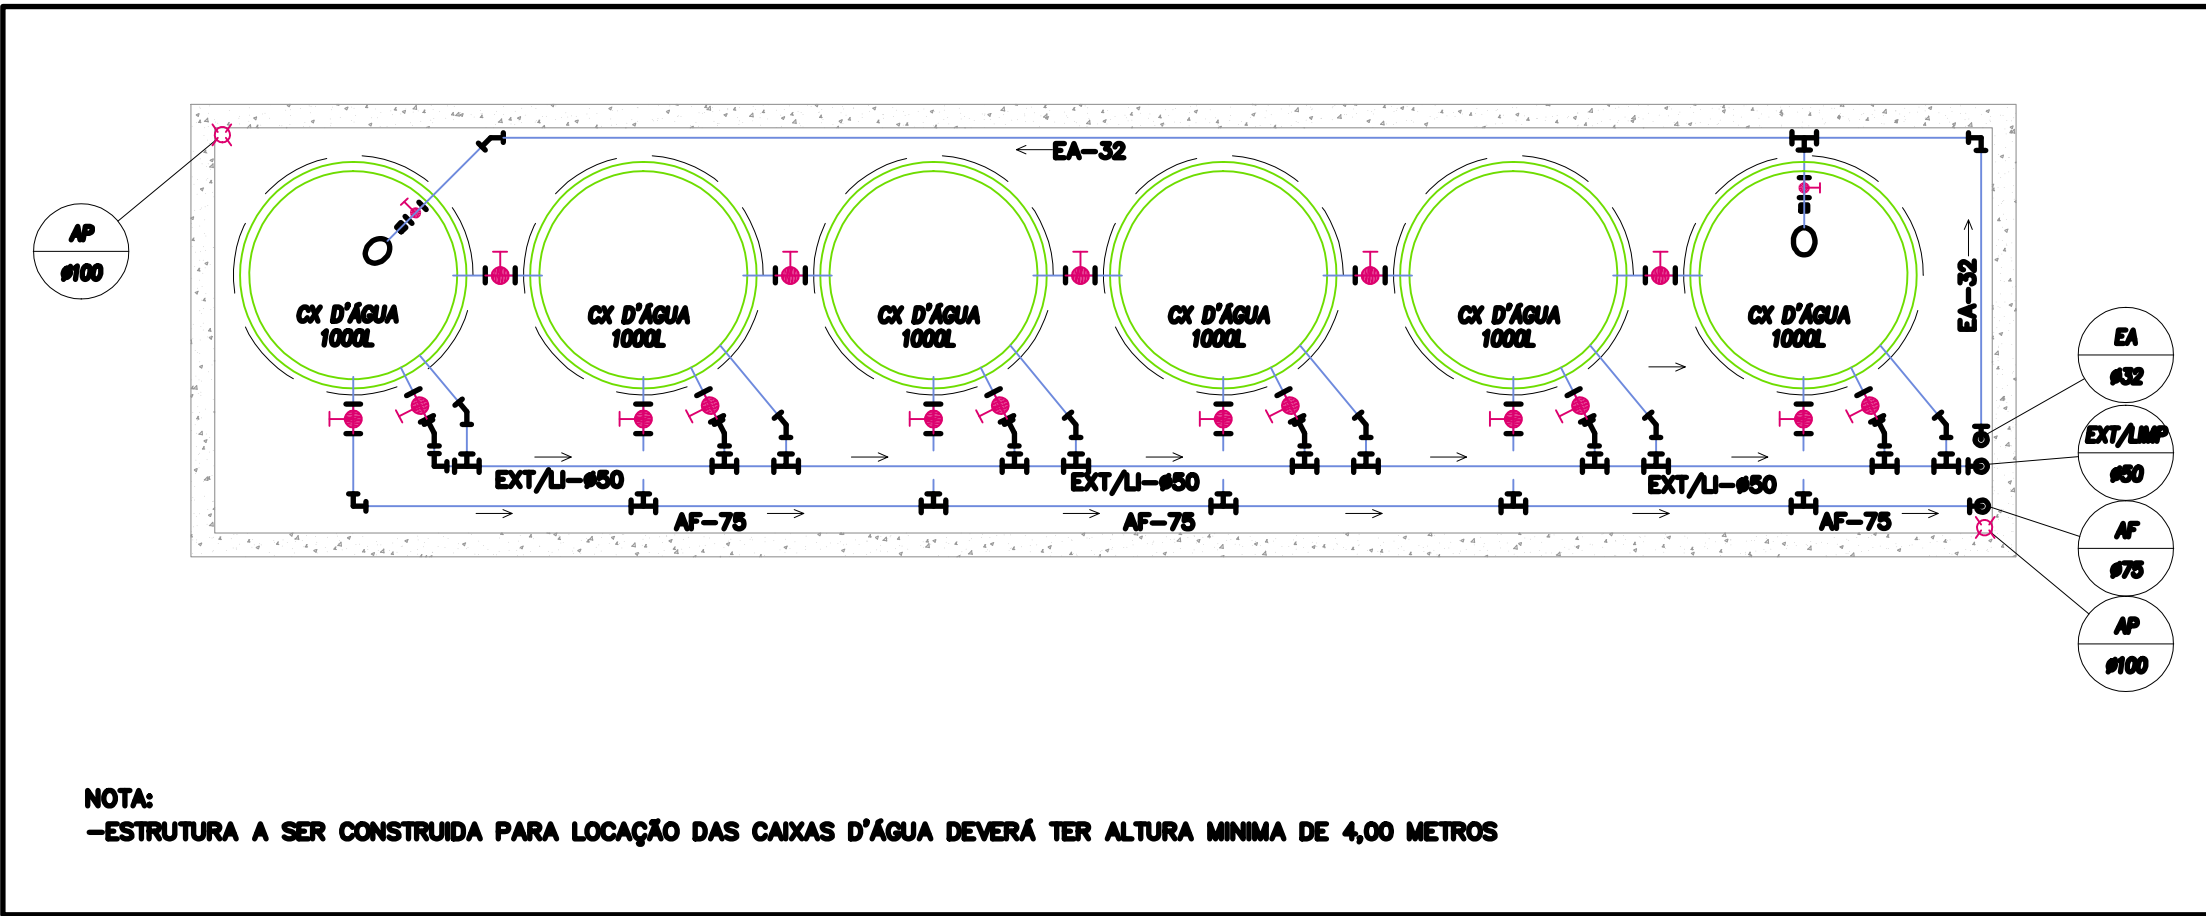 EA-32
AP
ø100
EA-32
CX D'ÁGUA
1000L
CX D'ÁGUA
1000L
CX D'ÁGUA
1000L
CX D'ÁGUA
1000L
CX D'ÁGUA
1000L
CX D'ÁGUA
1000L
EA
ø32
EXT/LIMP
ø50
EXT/LI-ø50
EXT/LI-ø50
EXT/LI-ø50
AF-75
AF-75
AF-75
AF
ø75
AP
ø100
NOTA:
-ESTRUTURA A SER CONSTRUIDA PARA LOCAÇÃO DAS CAIXAS D'ÁGUA DEVERÁ TER ALTURA MINIMA DE 4,00 METROS